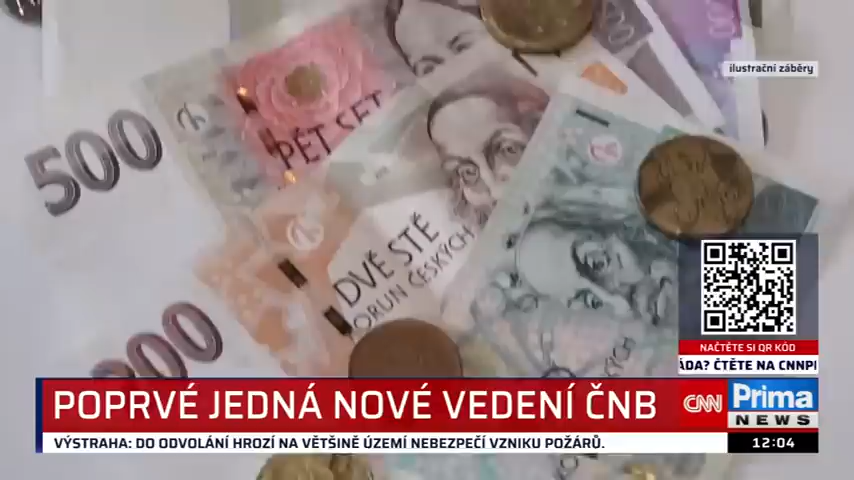 ilustrační záběry
500
PĚT SET
DVĚ STĚ
KORUN ČESKÝCH
200
NAČTĚTE SI QR KÓD
ÁDA? ČTĚTE NA CNNPI
POPRVÉ JEDNÁ NOVÉ VEDENÍ ČNB
CNN Prima NEWS
VÝSTRAHA: DO ODVOLÁNÍ HROZÍ NA VĚTŠINĚ ÚZEMÍ NEBEZPEČÍ VZNIKU POŽÁRŮ.
12:04